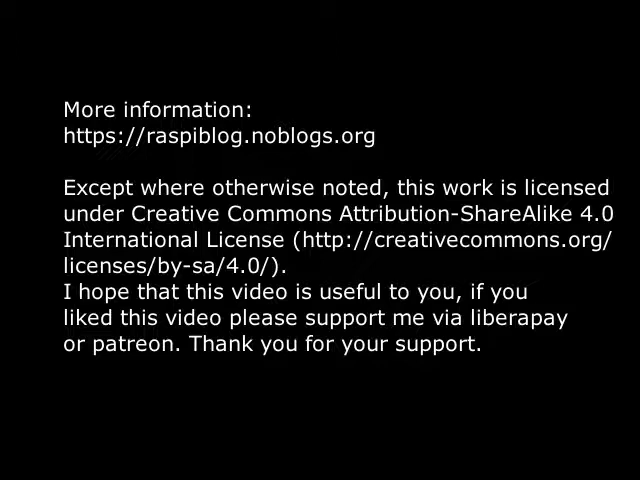 More information:
https://raspiblog.noblogs.org
Except where otherwise noted, this work is licensed
under Creative Commons Attribution-ShareAlike 4.0
International License (http://creativecommons.org/
licenses/by-sa/4.0/).
I hope that this video is useful to you, if you
liked this video please support me via liberapay
or patreon. Thank you for your support.